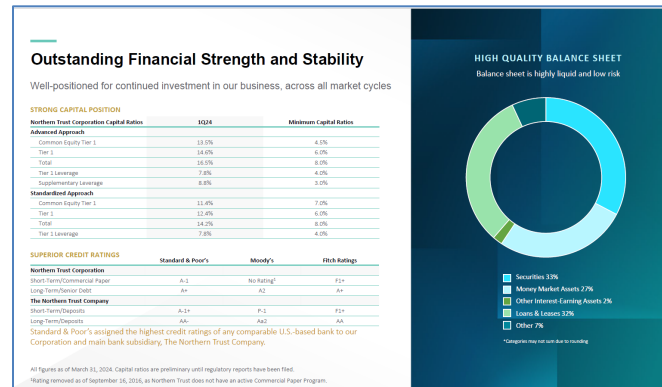 Outstanding Financial Strength and Stability
Well-positioned for continued investment in our business, across all market cycles
STRONG CAPITAL POSITION
Northern Trust Corporation Capital Ratios 1Q24 Minimum Capital Ratios
Advanced Approach
Common Equity Tier 1 13.5% 4.5%
Tier 1 14.6% 6.0%
Total 16.5% 8.0%
Tier 1 Leverage 7.8% 4.0%
Supplementary Leverage 8.8% 3.0%
Standardized Approach
Common Equity Tier 1 11.4% 7.0%
Tier 1 12.4% 6.0%
Total 14.2% 8.0%
Tier 1 Leverage 7.8% 4.0%
SUPERIOR CREDIT RATINGS
Standard & Poor's Moody's Fitch Ratings
Northern Trust Corporation
Short-Term/Commercial Paper A-1 No Rating¹ F1+
Long-Term/Senior Debt A+ A2 A+
The Northern Trust Company
Short-Term/Deposits A-1+ P-1 F1+
Long-Term/Deposits AA- Aa2 AA
Standard & Poor's assigned the highest credit ratings of any comparable U.S.-based bank to our
Corporation and main bank subsidiary, The Northern Trust Company.
All figures as of March 31, 2024. Capital ratios are preliminary until regulatory reports have been filed.
¹Rating removed as of September 16, 2016, as Northern Trust does not have an active Commercial Paper Program.
HIGH QUALITY BALANCE SHEET
Balance sheet is highly liquid and low risk
Securities 33%
Money Market Assets 27%
Other Interest-Earning Assets 2%
Loans & Leases 32%
Other 7%
*Categories may not sum due to rounding